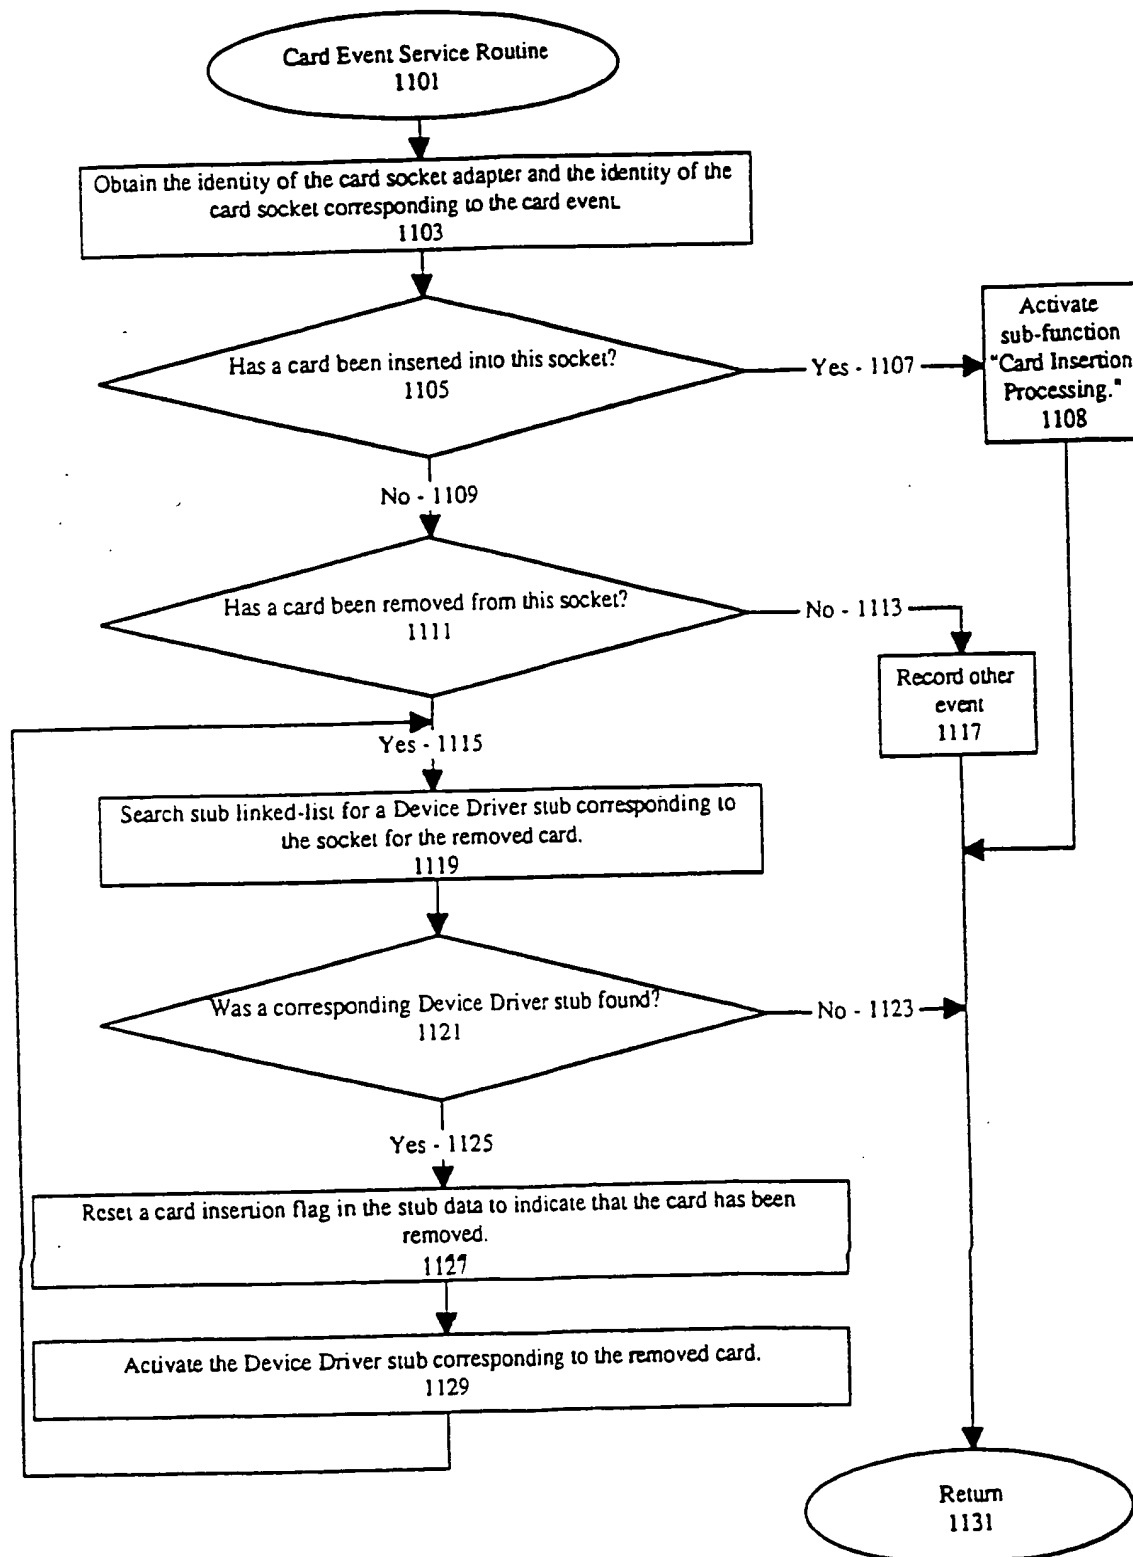 Card Event Service Routine
1101
Obtain the identity of the card socket adapter and the identity of the
card socket corresponding to the card event.
1103
Has a card been inserted into this socket?
1105
Yes - 1107
Activate
sub-function
"Card Insertion
Processing."
1108
No - 1109
Has a card been removed from this socket?
1111
No - 1113
Record other
event
1117
Yes - 1115
Search stub linked-list for a Device Driver stub corresponding to
the socket for the removed card.
1119
Was a corresponding Device Driver stub found?
1121
No - 1123
Yes - 1125
Reset a card insertion flag in the stub data to indicate that the card has been
removed.
1127
Activate the Device Driver stub corresponding to the removed card.
1129
Return
1131